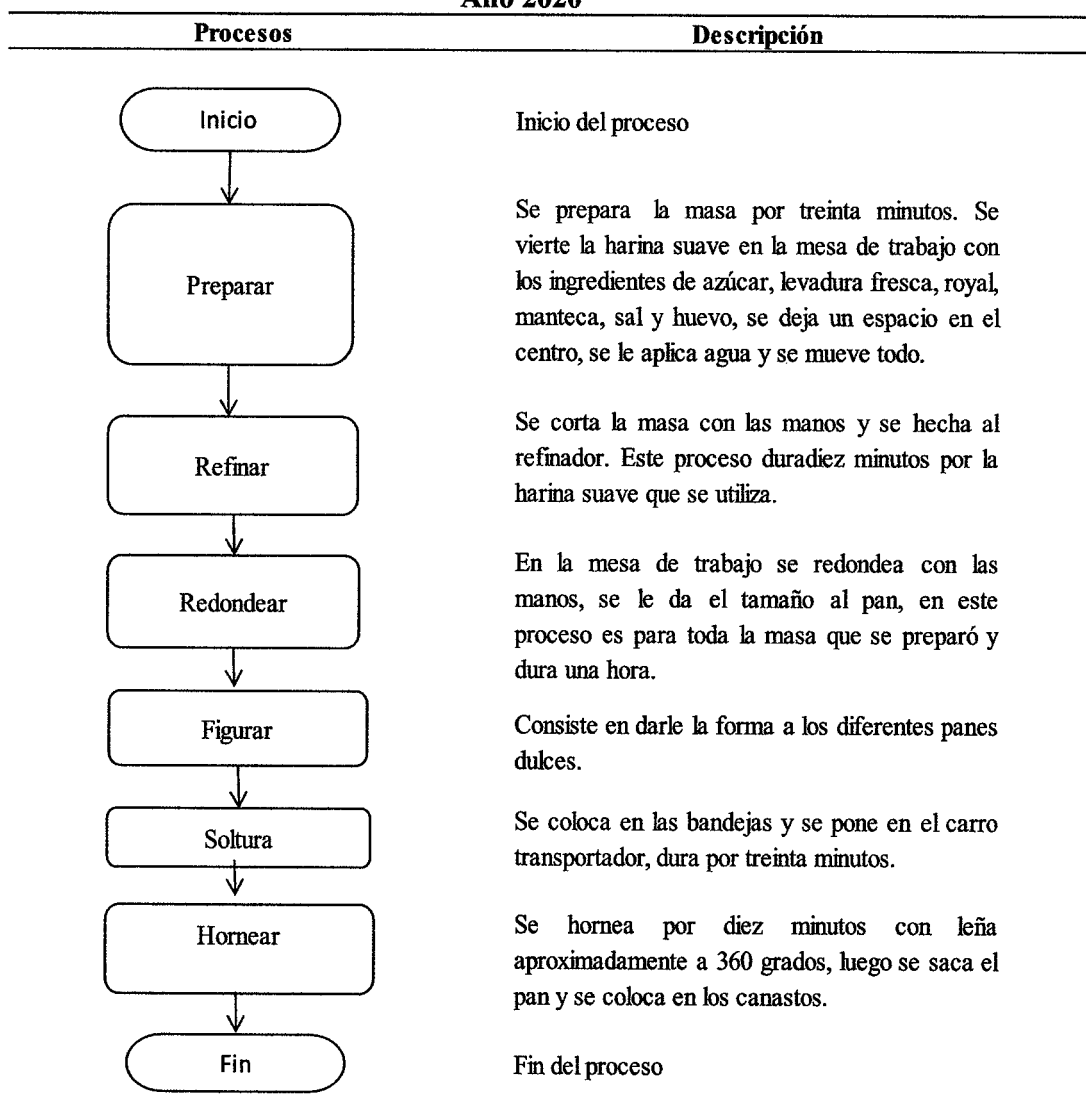 Año 2020
Procesos Descripción
Inicio Inicio del proceso
Preparar
Se prepara la masa por treinta minutos. Se
vierte la harina suave en la mesa de trabajo con
los ingredientes de azúcar, levadura fresca, royal,
manteca, sal y huevo, se deja un espacio en el
centro, se le aplica agua y se mueve todo.
Refinar
Se corta la masa con las manos y se hecha al
refinador. Este proceso duradiez minutos por la
harina suave que se utiliza.
Redondear
En la mesa de trabajo se redondea con las
manos, se le da el tamaño al pan, en este
proceso es para toda la masa que se preparó y
dura una hora.
Figurar
Consiste en darle la forma a los diferentes panes
dulces.
Soltura
Se coloca en las bandejas y se pone en el carro
transportador, dura por treinta minutos.
Hornear
Se hornea por diez minutos con leña
aproximadamente a 360 grados, luego se saca el
pan y se coloca en los canastos.
Fin Fin del proceso